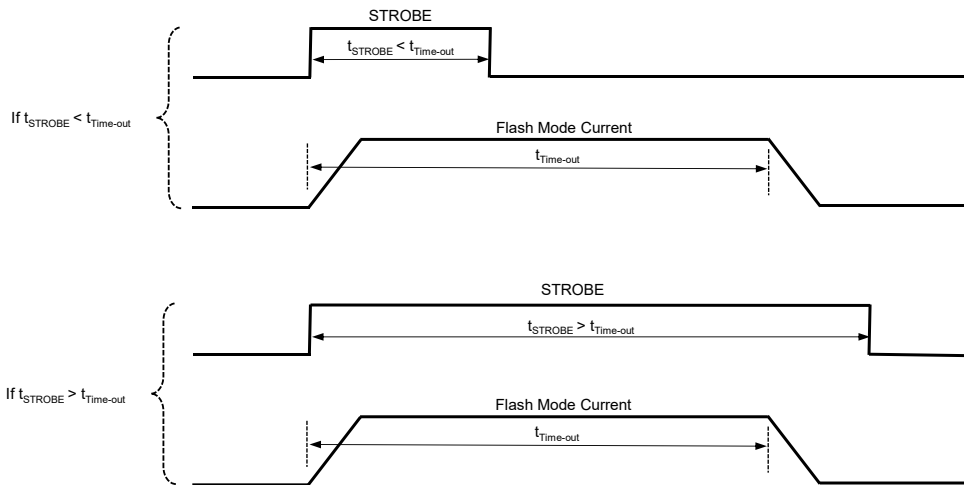 STROBE
tSTROBE < tTime-out
If tSTROBE < tTime-out
Flash Mode Current
tTime-out
STROBE
tSTROBE > tTime-out
If tSTROBE > tTime-out
Flash Mode Current
tTime-out